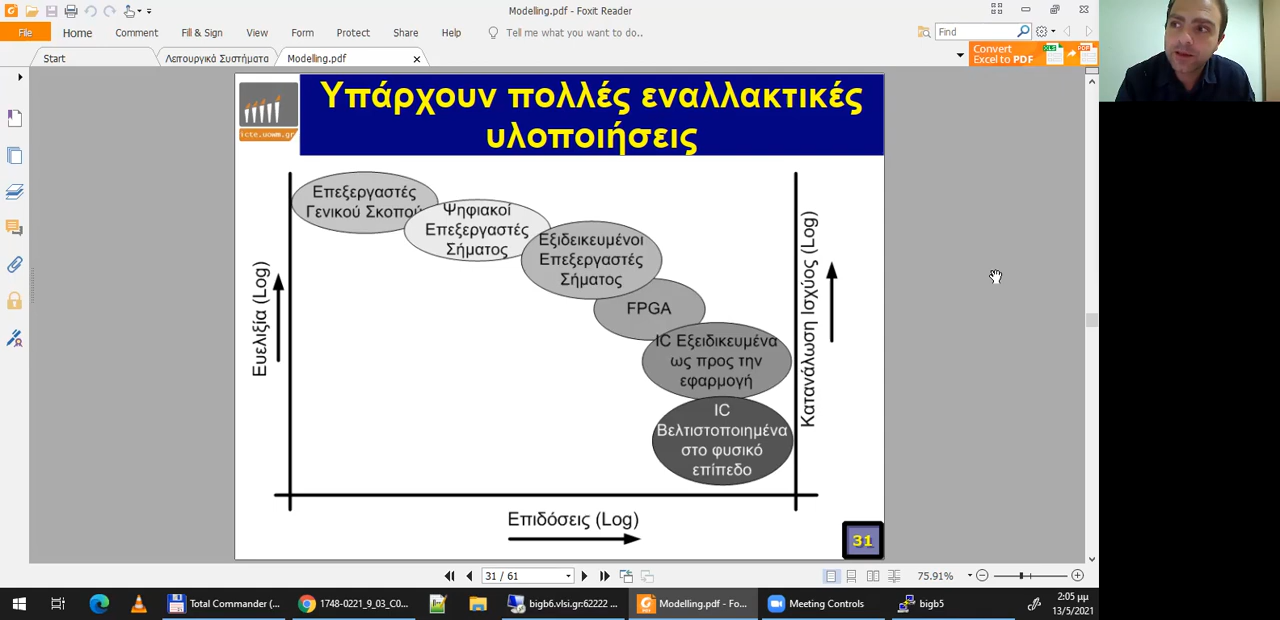 Modelling.pdf - Foxit Reader
File Home Comment Fill & Sign View Form Protect Share Help Tell me what you want to do.. Find
Start Λειτουργικά Συστήματα Modelling.pdf
Convert
Excel to PDF
icte.uowm.gr
Υπάρχουν πολλές εναλλακτικές
υλοποιήσεις
Επεξεργαστές
Γενικού Σκοπού
Ψηφιακοί
Επεξεργαστές
Σήματος
Εξιδεικευμένοι
Επεξεργαστές
Σήματος
FPGA
IC Εξειδικευμένα
ως προς την
εφαρμογή
IC
Βελτιστοποιημένα
στο φυσικό
επίπεδο
Ευελιξία (Log)
Κατανάλωση Ισχύος (Log)
Επιδόσεις (Log)
31
31 / 61
75.91%
Total Commander (... 1748-0221_9_03_C0... bigb6.vlsi.gr:62222 ... Modelling.pdf - Fo... Meeting Controls bigb5
2:05 μμ
13/5/2021